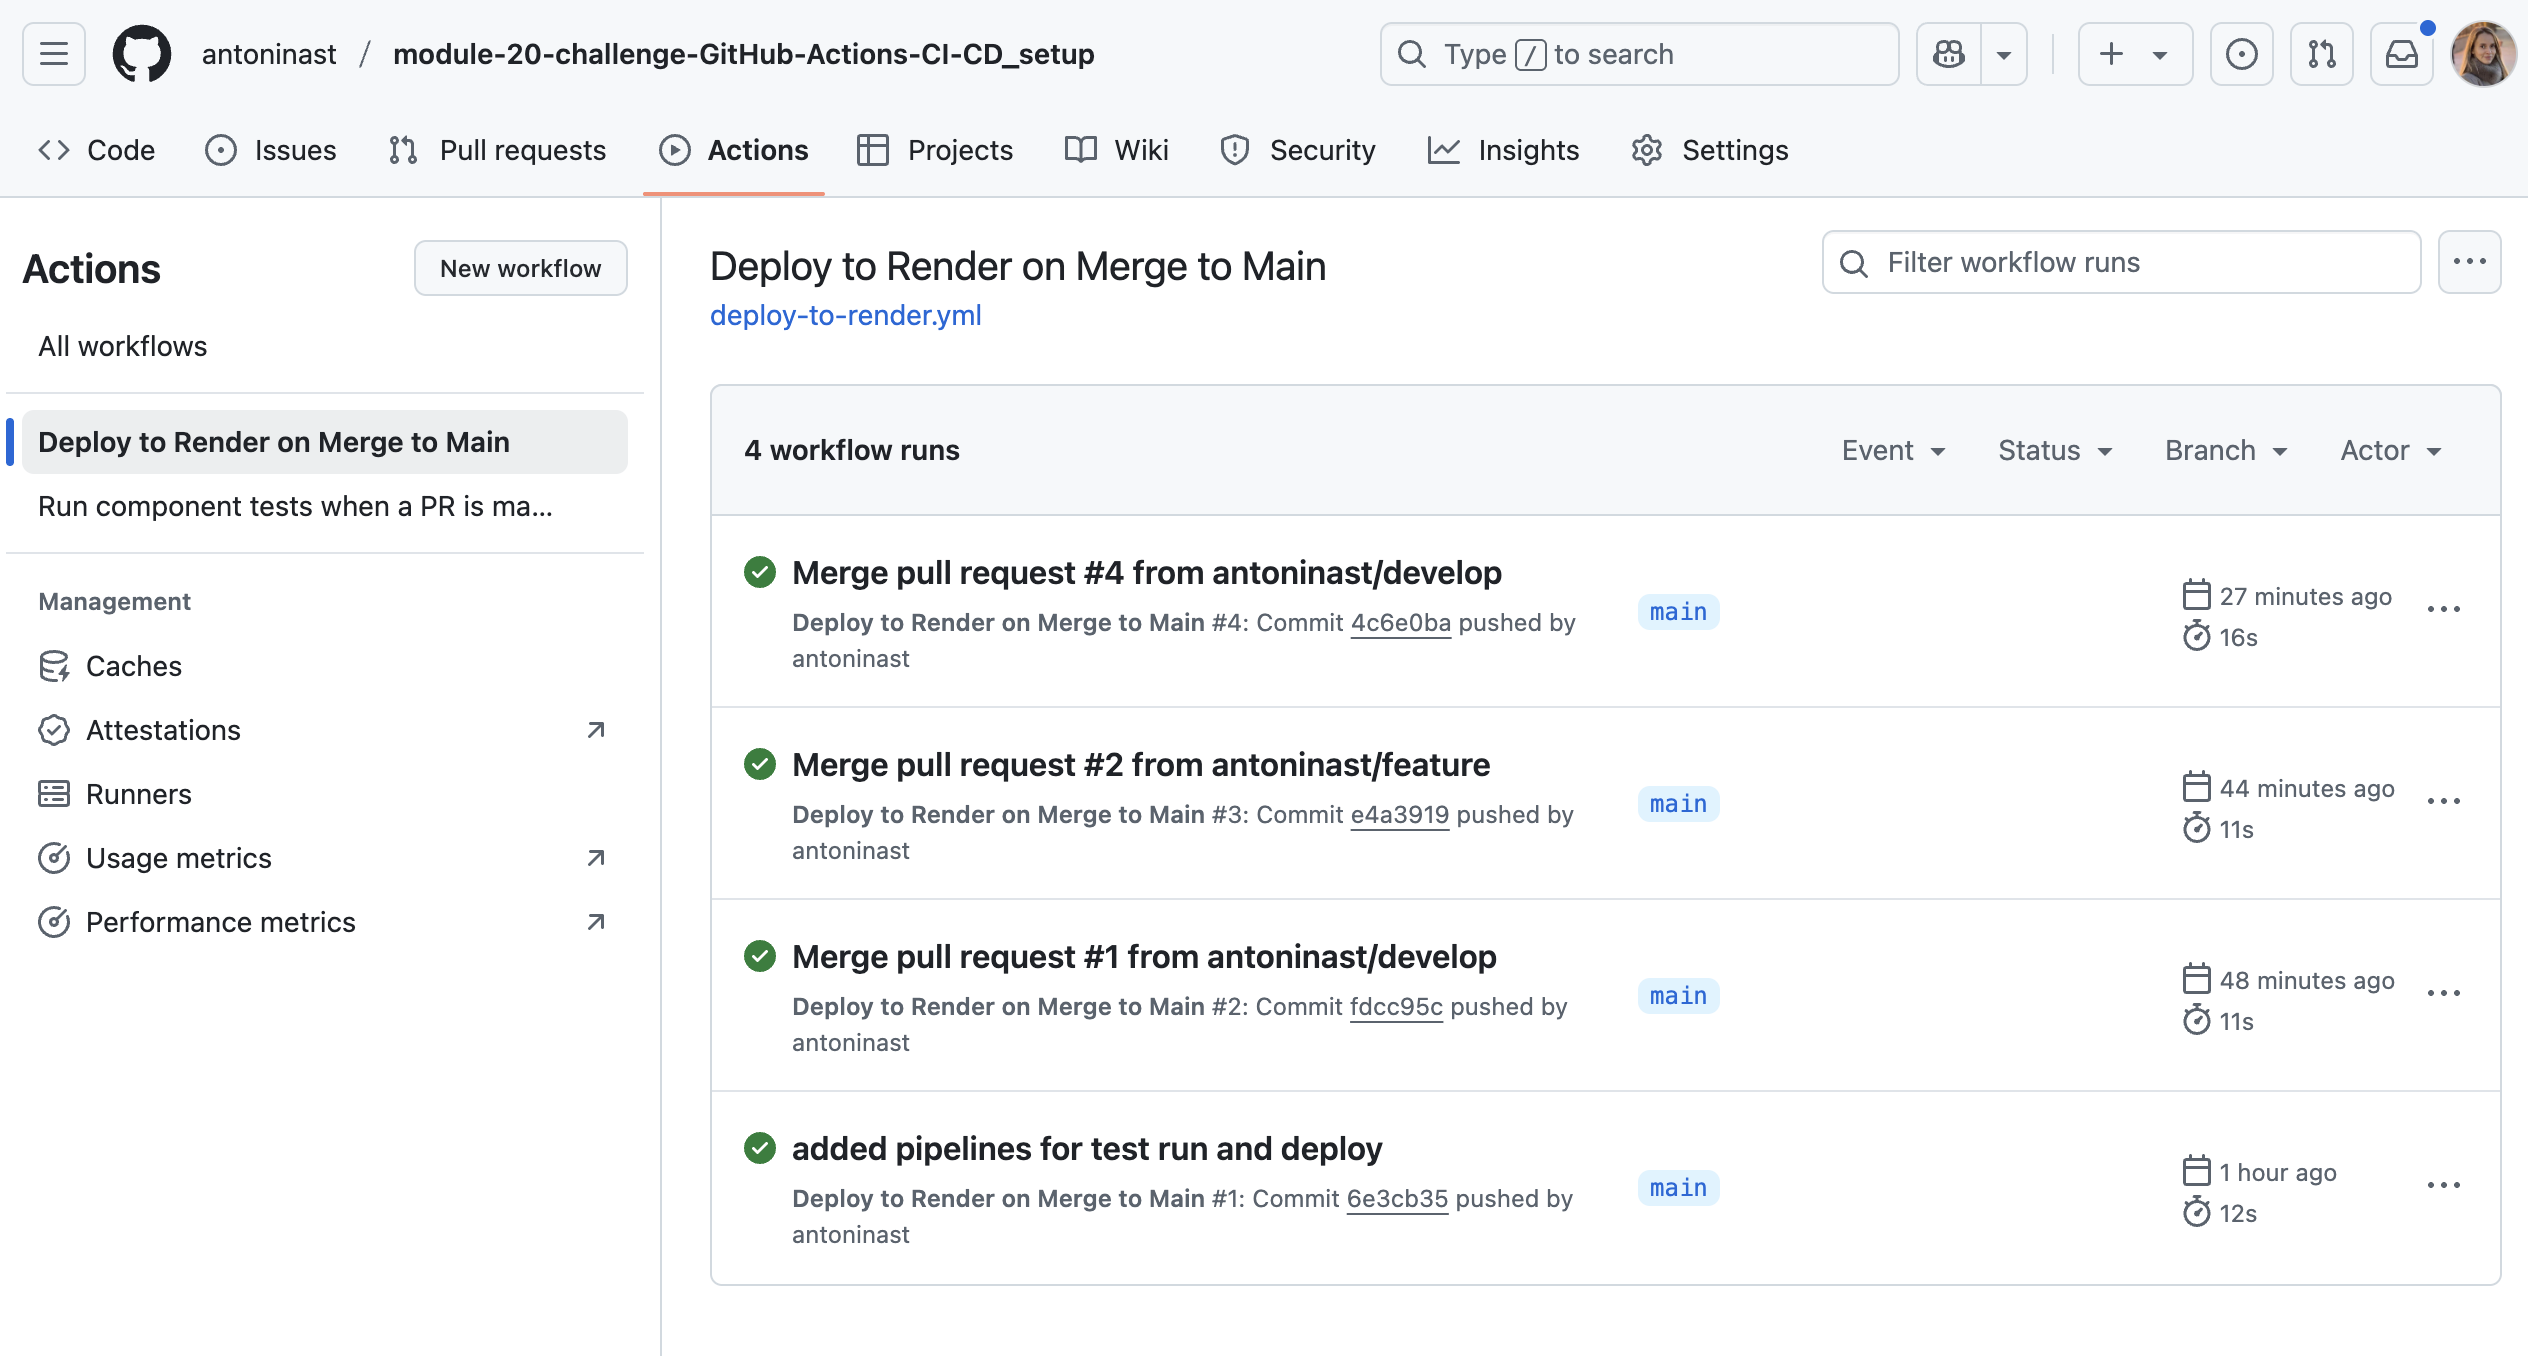 antoninast / module-20-challenge-GitHub-Actions-CI-CD_setup
Type / to search
Code
Issues
Pull requests
Actions
Projects
Wiki
Security
Insights
Settings
Actions
New workflow
All workflows
Deploy to Render on Merge to Main
Run component tests when a PR is ma...
Management
Caches
Attestations
Runners
Usage metrics
Performance metrics
Deploy to Render on Merge to Main
deploy-to-render.yml
Filter workflow runs
4 workflow runs
Event
Status
Branch
Actor
Merge pull request #4 from antoninast/develop
Deploy to Render on Merge to Main #4: Commit 4c6e0ba pushed by
antoninast
main
27 minutes ago
16s
Merge pull request #2 from antoninast/feature
Deploy to Render on Merge to Main #3: Commit e4a3919 pushed by
antoninast
main
44 minutes ago
11s
Merge pull request #1 from antoninast/develop
Deploy to Render on Merge to Main #2: Commit fdcc95c pushed by
antoninast
main
48 minutes ago
11s
added pipelines for test run and deploy
Deploy to Render on Merge to Main #1: Commit 6e3cb35 pushed by
antoninast
main
1 hour ago
12s